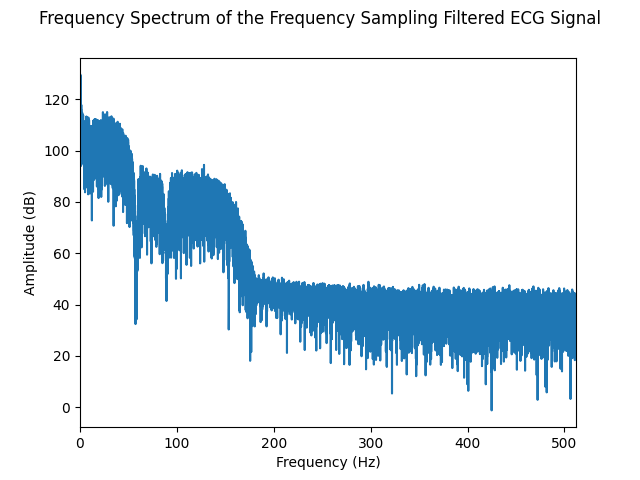 Frequency Spectrum of the Frequency Sampling Filtered ECG Signal
120
100
80
60
40
20
0
Amplitude (dB)
0 100 200 300 400 500
Frequency (Hz)